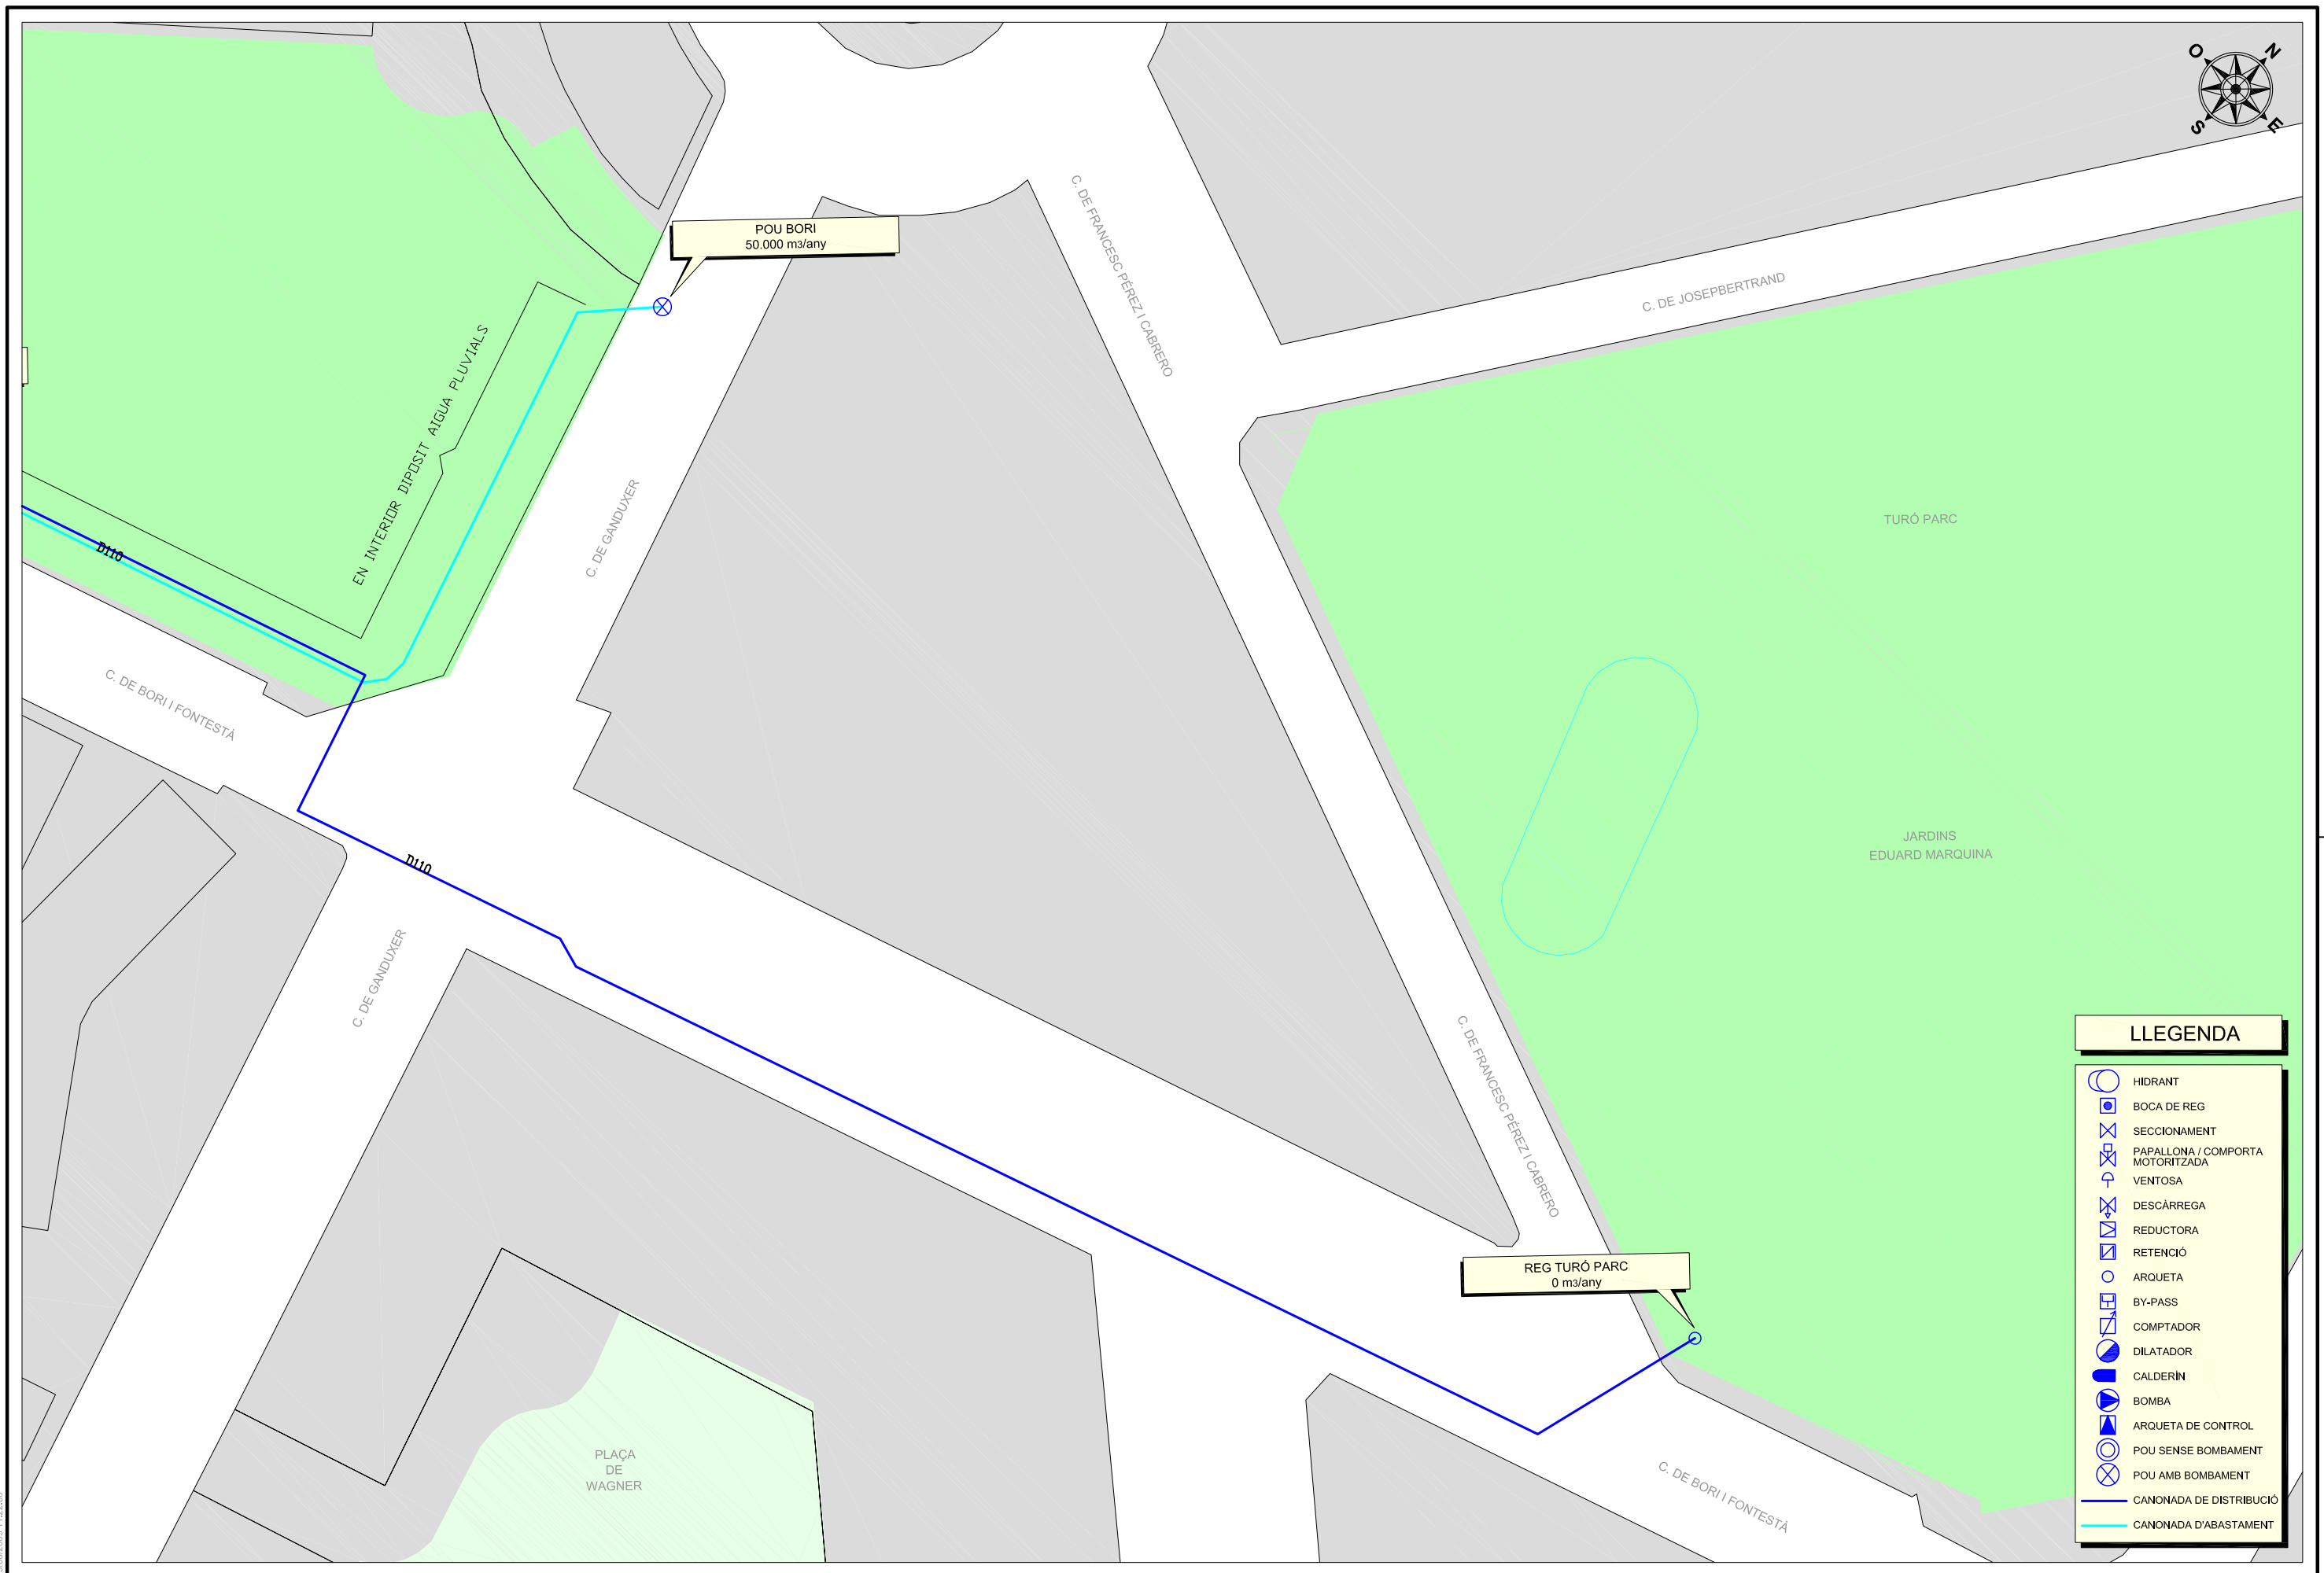 O
N
S
E
POU BORI
50.000 m3/any
C. DE FRANCESC PÉREZ I CABRERO
C. DE JOSEPBERTRAND
EN INTERIOR DIPOSIT AIGUA PLUVIALS
C. DE GANDUXER
TURÓ PARC
D110
C. DE BORI I FONTESTÀ
JARDINS
EDUARD MARQUINA
D110
C. DE GANDUXER
C. DE FRANCESC PÉREZ I CABRERO
REG TURÓ PARC
0 m3/any
PLAÇA
DE
WAGNER
C. DE BORI I FONTESTÀ
LLEGENDA
HIDRANT
BOCA DE REG
SECCIONAMENT
PAPALLONA / COMPORTA
MOTORITZADA
VENTOSA
DESCÀRREGA
REDUCTORA
RETENCIÓ
ARQUETA
BY-PASS
COMPTADOR
DILATADOR
CALDERÍN
BOMBA
ARQUETA DE CONTROL
POU SENSE BOMBAMENT
POU AMB BOMBAMENT
CANONADA DE DISTRIBUCIÓ
CANONADA D'ABASTAMENT